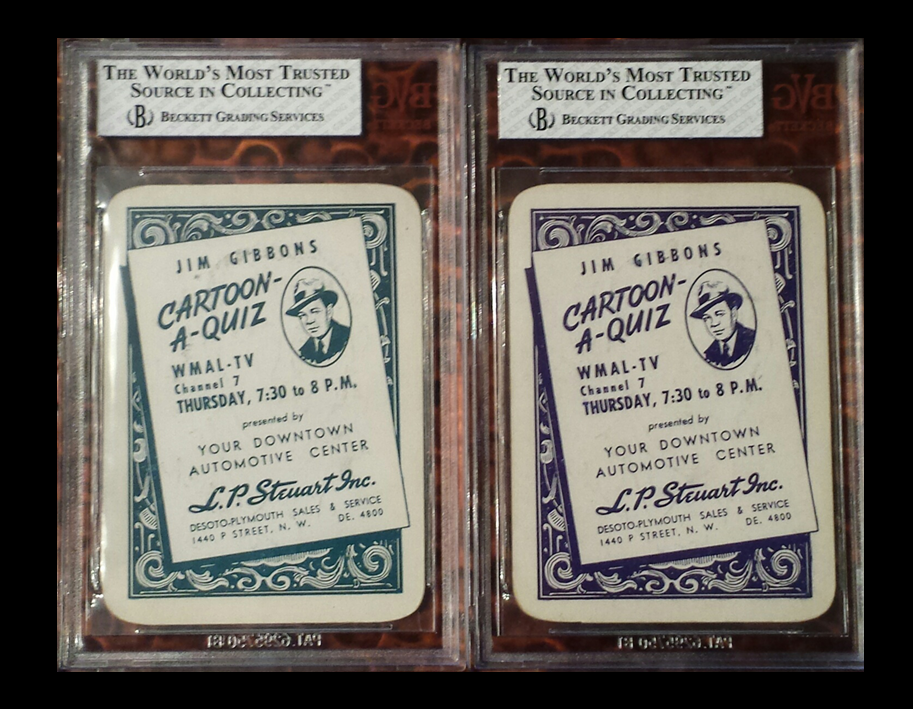 THE WORLD'S MOST TRUSTED
SOURCE IN COLLECTING™
B BECKETT GRADING SERVICES
BVG
BECKETT
JIM GIBBONS
CARTOON-
A-QUIZ
WMAL-TV
Channel 7
THURSDAY, 7:30 to 8 P.M.
presented by
YOUR DOWNTOWN
AUTOMOTIVE CENTER
L.P. Steuart Inc.
DESOTO-PLYMOUTH SALES & SERVICE
1440 P STREET, N. W. DE. 4800
THE WORLD'S MOST TRUSTED
SOURCE IN COLLECTING™
B BECKETT GRADING SERVICES
BVG
BECKETT
JIM GIBBONS
CARTOON-
A-QUIZ
WMAL-TV
Channel 7
THURSDAY, 7:30 to 8 P.M.
presented by
YOUR DOWNTOWN
AUTOMOTIVE CENTER
L.P. Steuart Inc.
DESOTO-PLYMOUTH SALES & SERVICE
1440 P STREET, N. W. DE. 4800